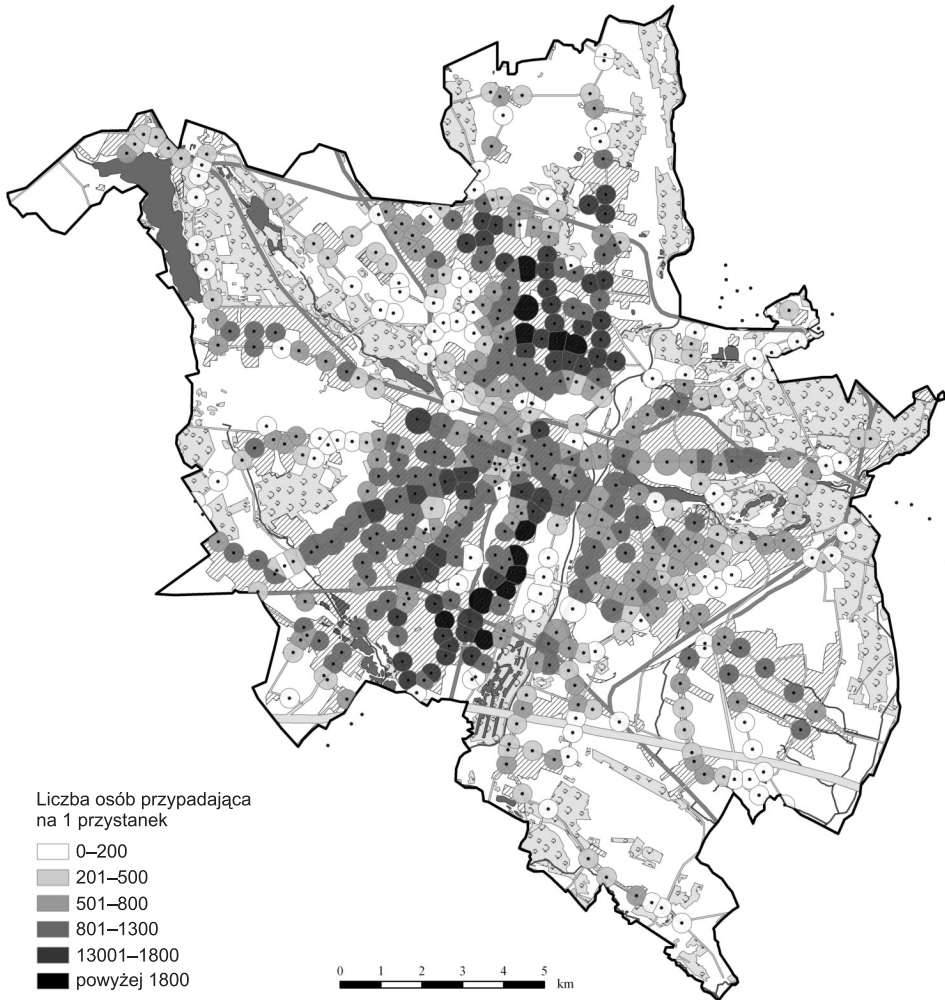 Liczba osób przypadająca
na 1 przystanek
0–200
201–500
501–800
801–1300
13001–1800
powyżej 1800
0 1 2 3 4 5
km